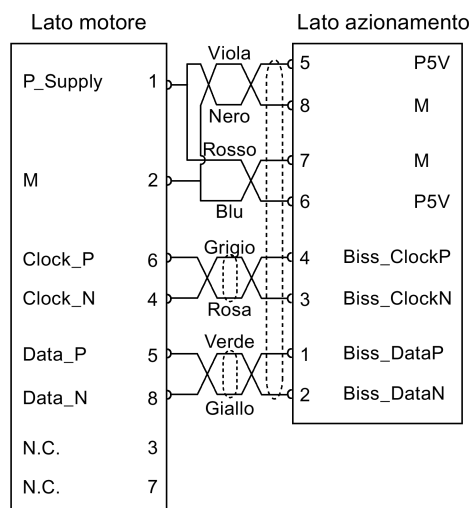 Lato motore
Lato azionamento
P_Supply 1
Viola
Nero
5 P5V
8 M
M 2
Rosso
Blu
7 M
6 P5V
Clock_P 6
Clock_N 4
Grigio
Rosa
4 Biss_ClockP
3 Biss_ClockN
Data_P 5
Data_N 8
Verde
Giallo
1 Biss_DataP
2 Biss_DataN
N.C. 3
N.C. 7